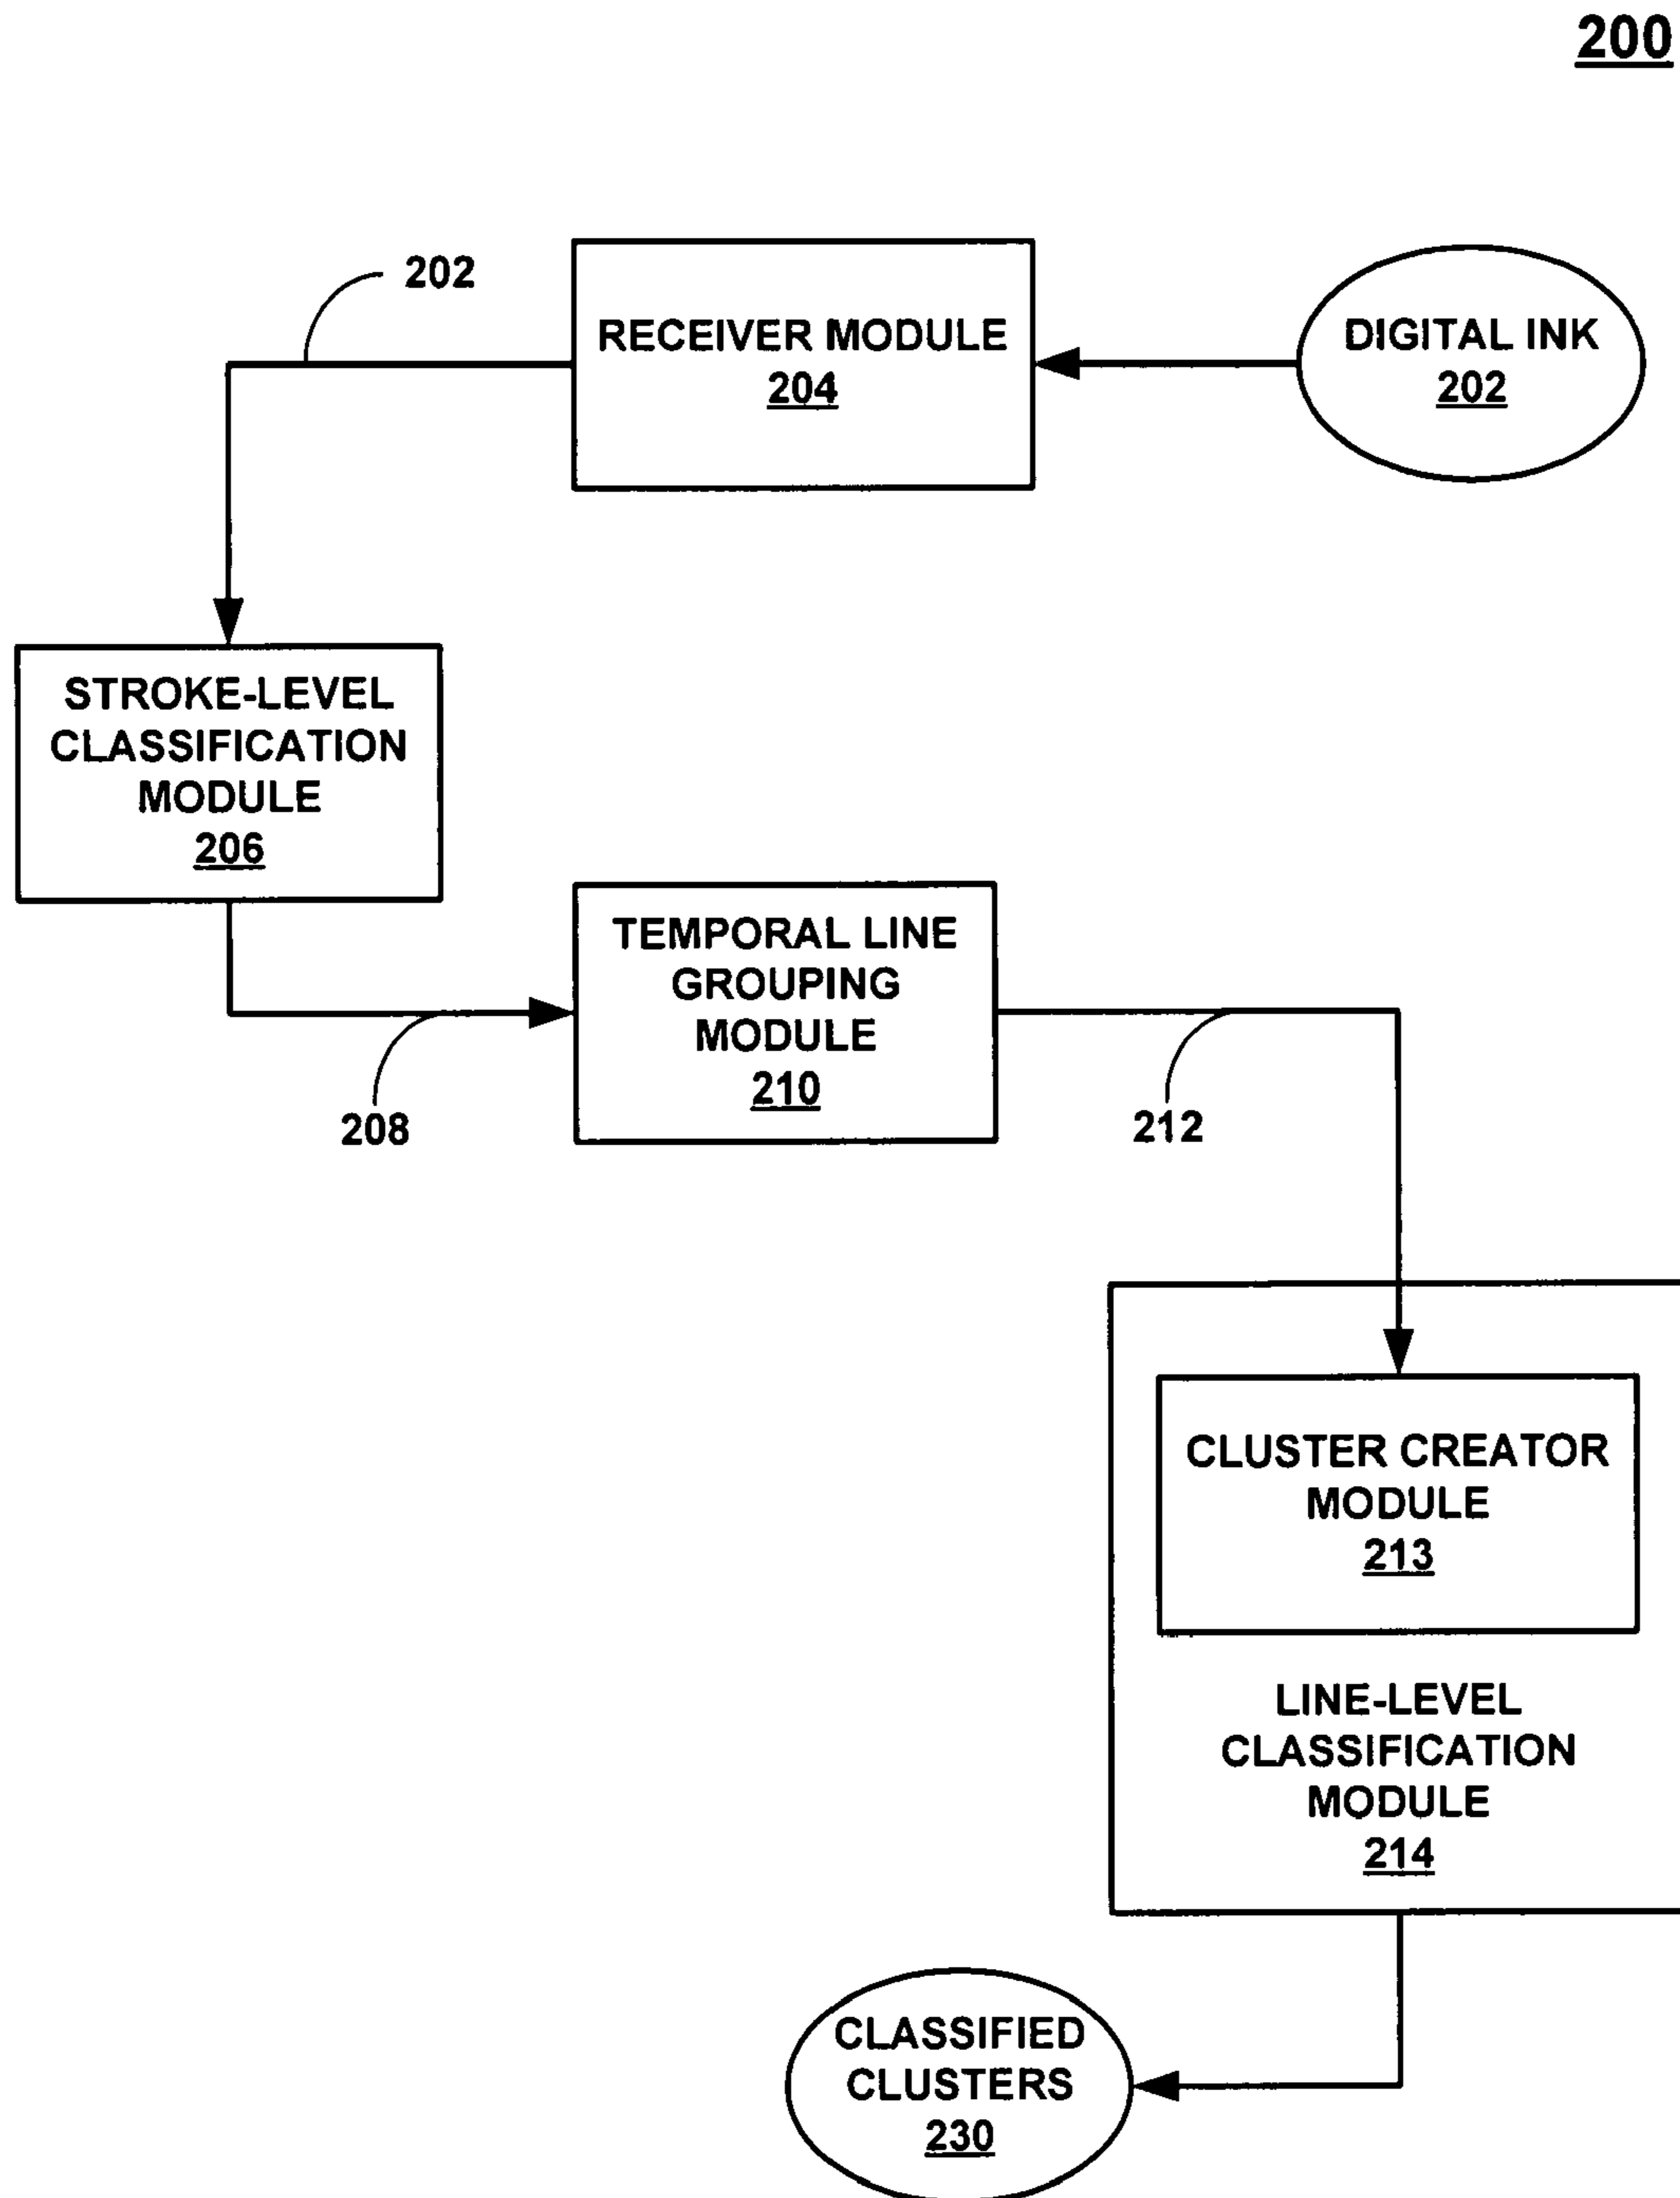 200
202
RECEIVER MODULE
204
DIGITAL INK
202
STROKE-LEVEL
CLASSIFICATION
MODULE
206
TEMPORAL LINE
GROUPING
MODULE
210
208
212
CLUSTER CREATOR
MODULE
213
LINE-LEVEL
CLASSIFICATION
MODULE
214
CLASSIFIED
CLUSTERS
230